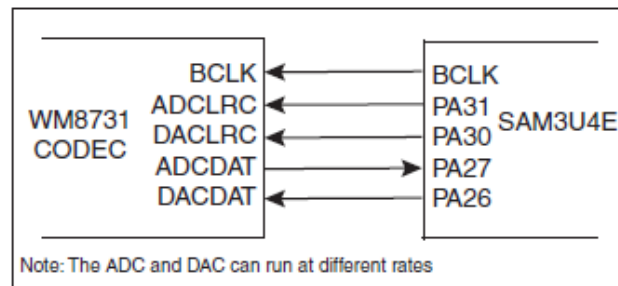 BCLK BCLK
ADCLRC PA31
WM8731 DACLRC PA30 SAM3U4E
CODEC ADCDAT PA27
DACDAT PA26
Note: The ADC and DAC can run at different rates